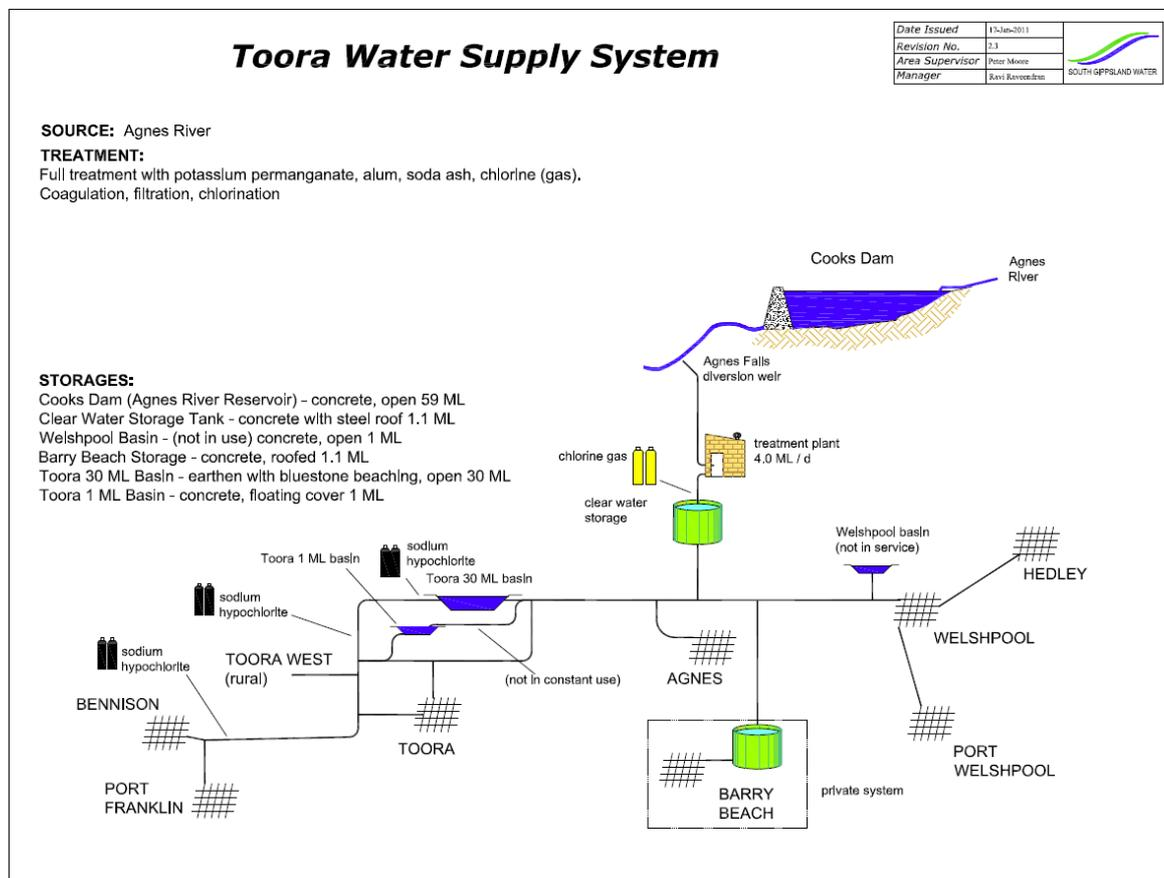 Toora Water Supply System
Date Issued 17-Jan-2011
Revision No. 2.3
Area Supervisor Peter Moore
Manager Ravi Raveendran
SOUTH GIPPSLAND WATER
SOURCE: Agnes River
TREATMENT:
Full treatment with potassium permanganate, alum, soda ash, chlorine (gas).
Coagulation, filtration, chlorination
Cooks Dam
Agnes
River
Agnes Falls
diversion weir
STORAGES:
Cooks Dam (Agnes River Reservoir) - concrete, open 59 ML
Clear Water Storage Tank - concrete with steel roof 1.1 ML
Welshpool Basin - (not in use) concrete, open 1 ML
Barry Beach Storage - concrete, roofed 1.1 ML
Toora 30 ML Basin - earthen with bluestone beaching, open 30 ML
Toora 1 ML Basin - concrete, floating cover 1 ML
chlorine gas
treatment plant
4.0 ML / d
clear water
storage
Welshpool basin
(not in service)
HEDLEY
Toora 1 ML basin
sodium
hypochlorite
Toora 30 ML basin
sodium
hypochlorite
WELSHPOOL
sodium
hypochlorite
TOORA WEST
(rural)
(not in constant use)
AGNES
BENNISON
TOORA
PORT
WELSHPOOL
PORT
FRANKLIN
BARRY
BEACH
private system